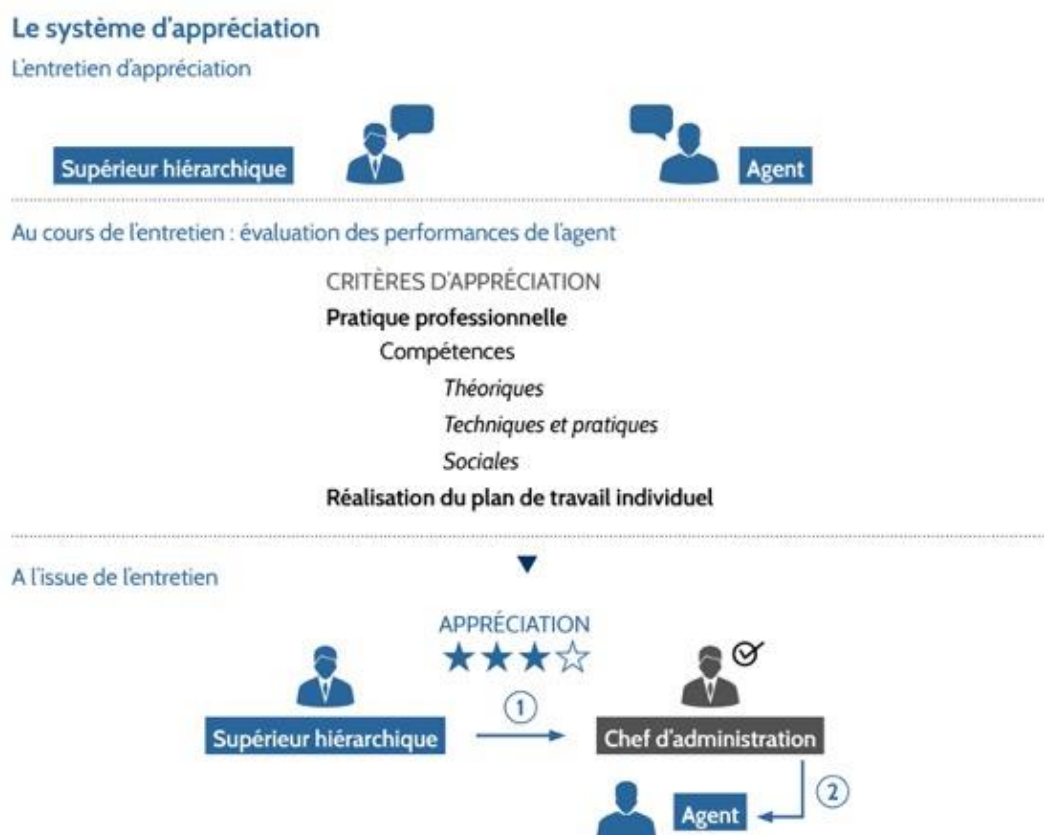 Le système d'appréciation
L'entretien d'appréciation
Supérieur hiérarchique
Agent
Au cours de l'entretien : évaluation des performances de l'agent
CRITÈRES D'APPRÉCIATION
Pratique professionnelle
Compétences
Théoriques
Techniques et pratiques
Sociales
Réalisation du plan de travail individuel
A l'issue de l'entretien
APPRÉCIATION
1
Supérieur hiérarchique
Chef d'administration
2
Agent